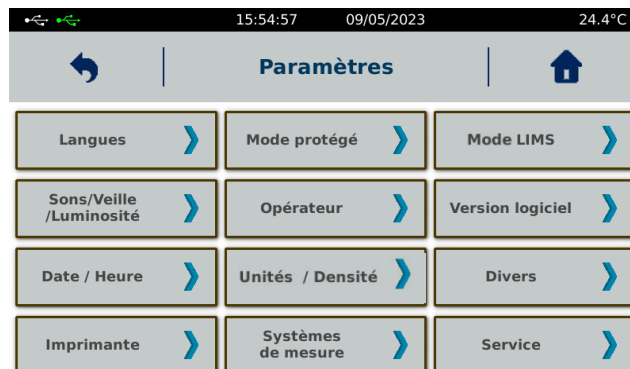 15:54:57 09/05/2023 24.4°C
Paramètres
Langues
Mode protégé
Mode LIMS
Sons/Veille
/Luminosité
Opérateur
Version logiciel
Date / Heure
Unités / Densité
Divers
Imprimante
Systèmes
de mesure
Service